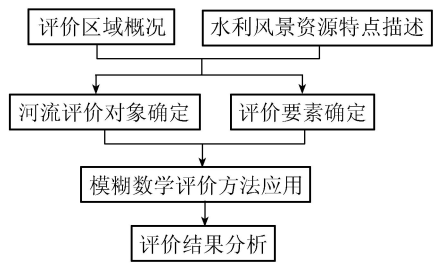 评价区域概况
水利风景资源特点描述
河流评价对象确定
评价要素确定
模糊数学评价方法应用
评价结果分析